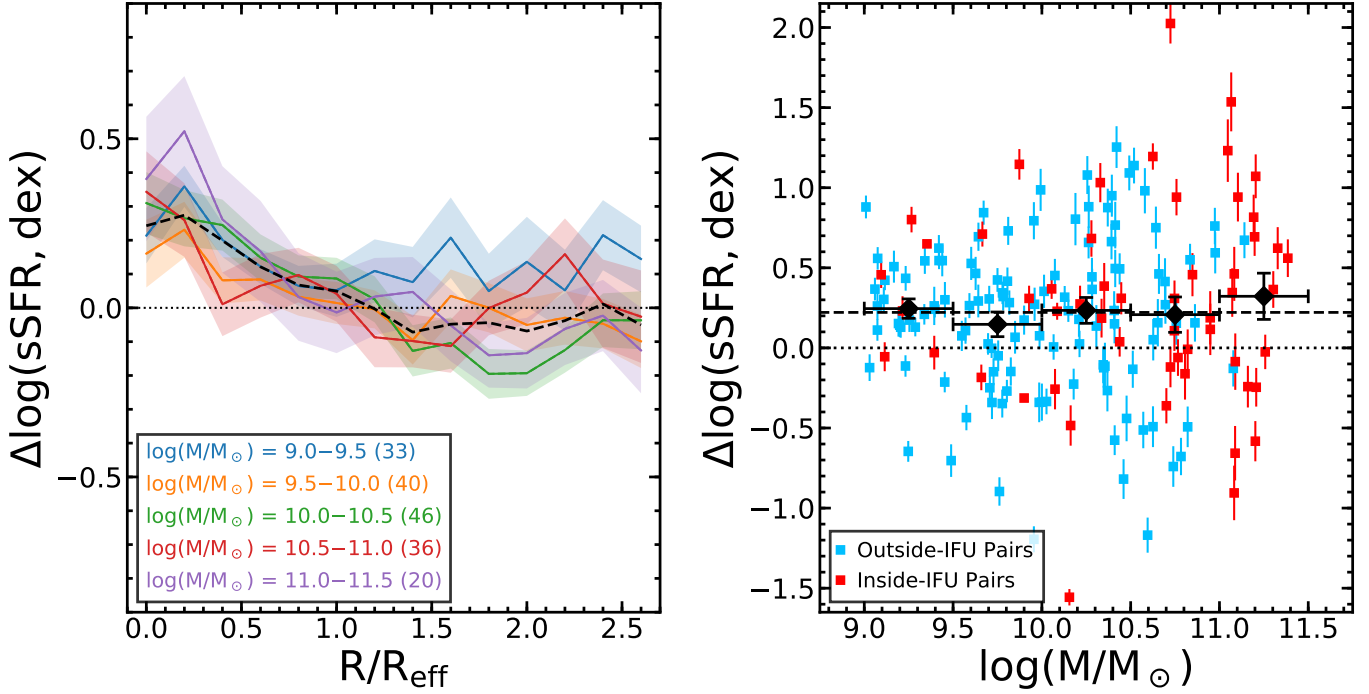 Δlog(sSFR, dex)
0.5
0.0
−0.5
log(M/M⊙) = 9.0−9.5 (33)
log(M/M⊙) = 9.5−10.0 (40)
log(M/M⊙) = 10.0−10.5 (46)
log(M/M⊙) = 10.5−11.0 (36)
log(M/M⊙) = 11.0−11.5 (20)
0.0 0.5 1.0 1.5 2.0 2.5
R/Reff
Δlog(sSFR, dex)
2.0
1.5
1.0
0.5
0.0
−0.5
−1.0
−1.5
Outside-IFU Pairs
Inside-IFU Pairs
9.0 9.5 10.0 10.5 11.0 11.5
log(M/M⊙)